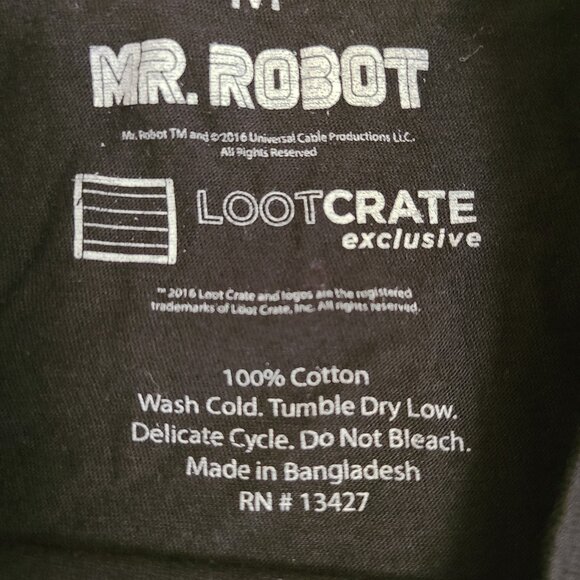 M
MR. ROBOT
Mr. Robot TM and ©2016 Universal Cable Productions LLC.
All Rights Reserved
LOOTCRATE
exclusive
™ 2016 Loot Crate and logos are the registered
trademarks of Loot Crate, Inc. All rights reserved.
100% Cotton
Wash Cold. Tumble Dry Low.
Delicate Cycle. Do Not Bleach.
Made in Bangladesh
RN # 13427